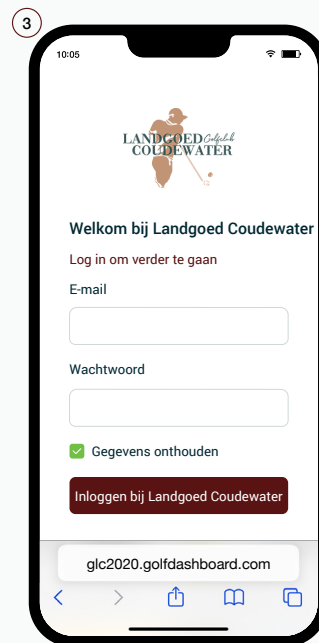 3
10:05
LANDGOED Golfclub
COUDEWATER
Welkom bij Landgoed Coudewater
Log in om verder te gaan
E-mail
Wachtwoord
Gegevens onthouden
Inloggen bij Landgoed Coudewater
glc2020.golfdashboard.com